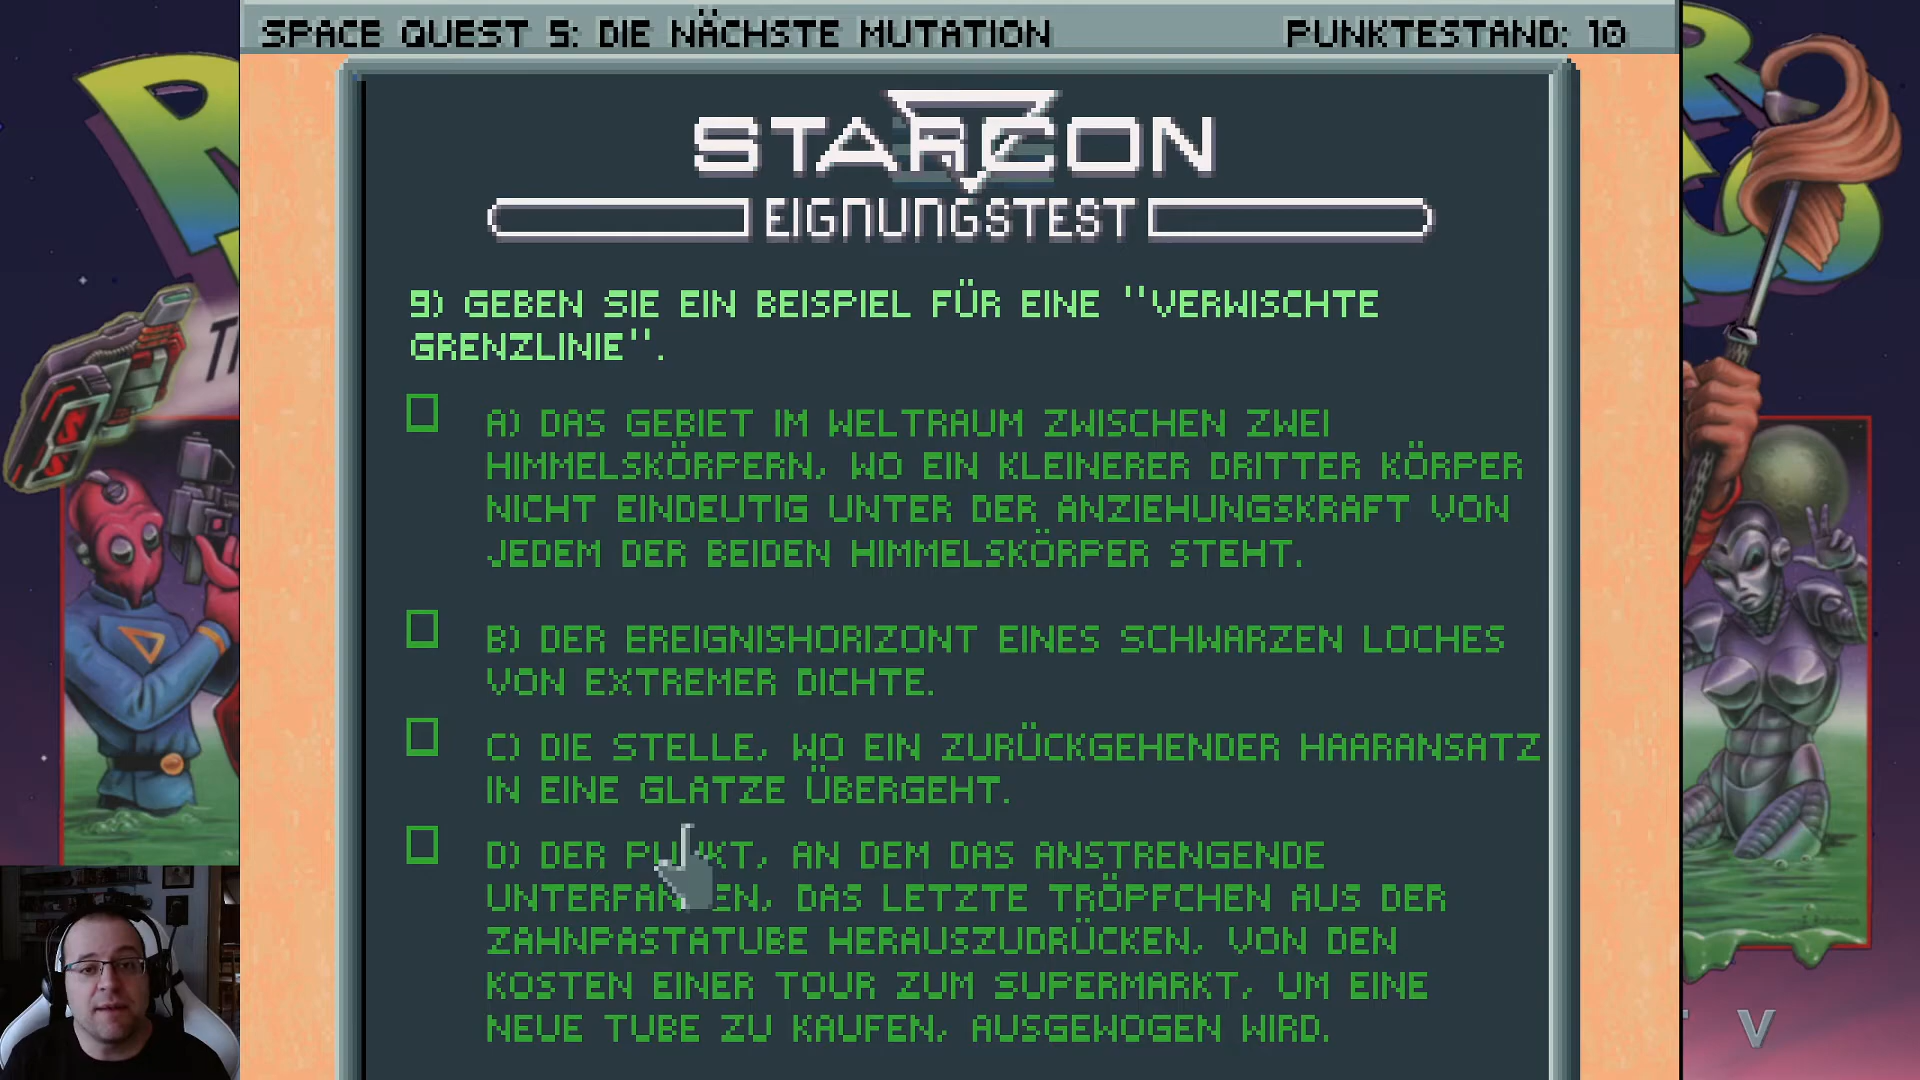 SPACE QUEST 5: DIE NÄCHSTE MUTATION PUNKTESTAND: 10
STARCON
EIGNUNGSTEST
9) GEBEN SIE EIN BEISPIEL FÜR EINE ''VERWISCHTE
GRENZLINIE''.
A) DAS GEBIET IM WELTRAUM ZWISCHEN ZWEI
HIMMELSKÖRPERN, WO EIN KLEINERER DRITTER KÖRPER
NICHT EINDEUTIG UNTER DER ANZIEHUNGSKRAFT VON
JEDEM DER BEIDEN HIMMELSKÖRPER STEHT.
B) DER EREIGNISHORIZONT EINES SCHWARZEN LOCHES
VON EXTREMER DICHTE.
C) DIE STELLE, WO EIN ZURÜCKGEHENDER HAARANSATZ
IN EINE GLATZE ÜBERGEHT.
D) DER PUNKT, AN DEM DAS ANSTRENGENDE
UNTERFANGEN, DAS LETZTE TRÖPFCHEN AUS DER
ZAHNPASTATUBE HERAUSZUDRÜCKEN, VON DEN
KOSTEN EINER TOUR ZUM SUPERMARKT, UM EINE
NEUE TUBE ZU KAUFEN, AUSGEWOGEN WIRD.
V